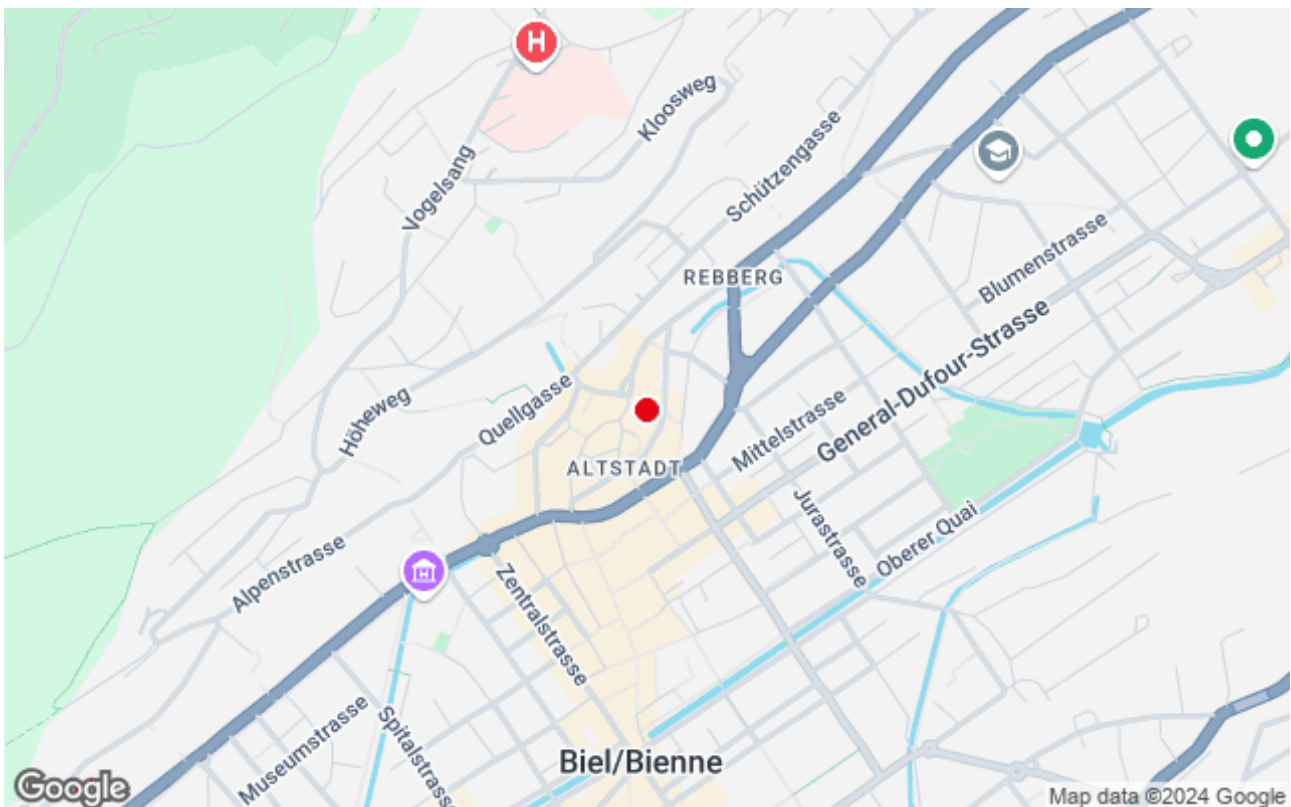 H
Kloosweg
Vogelsang
Schützengasse
REBBERG
Blumenstrasse
General-Dufour-Strasse
Höheweg
Quellgasse
Mittelstrasse
ALTSTADT
Jurastrasse
Oberer Quai
Alpenstrasse
H
Zentralstrasse
Museumstrasse
Spitalstrasse
Biel/Bienne
Google
Map data ©2024 Google